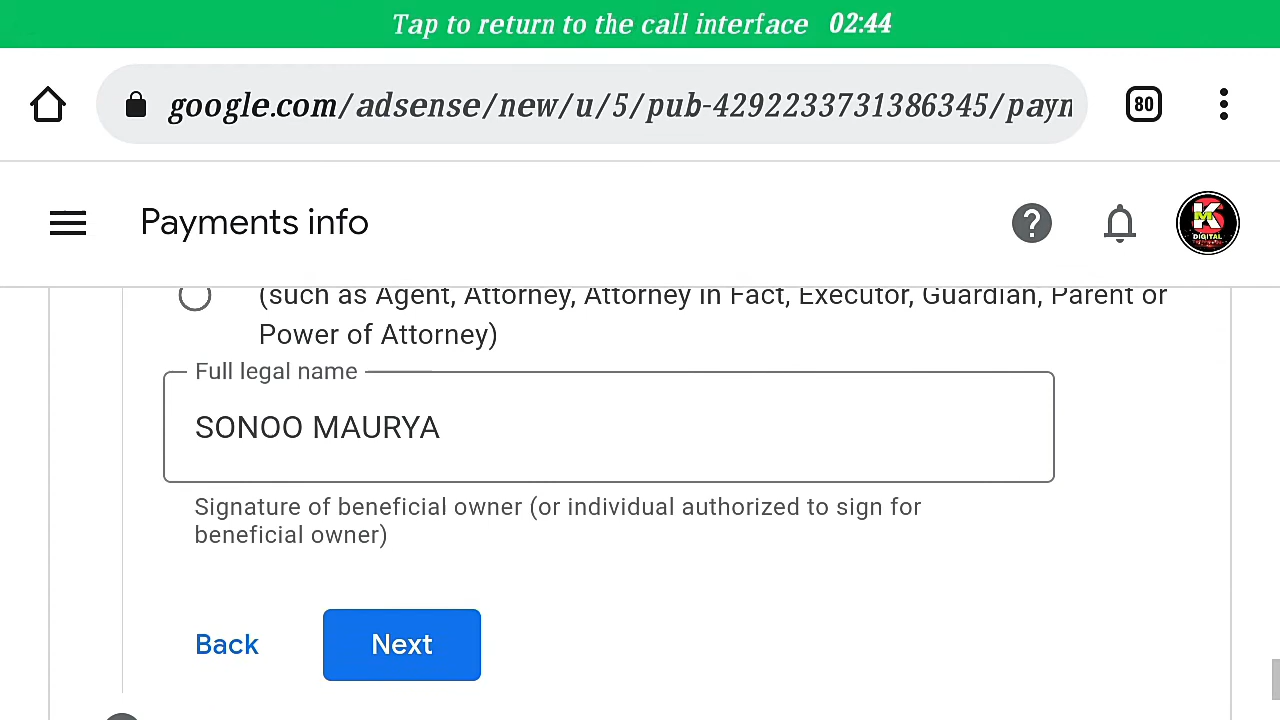 Tap to return to the call interface 02:44
google.com/adsense/new/u/5/pub-4292233731386345/payn
80
Payments info
KS
M
DIGITAL
(such as Agent, Attorney, Attorney in Fact, Executor, Guardian, Parent or
Power of Attorney)
Full legal name
SONOO MAURYA
Signature of beneficial owner (or individual authorized to sign for
beneficial owner)
Back Next